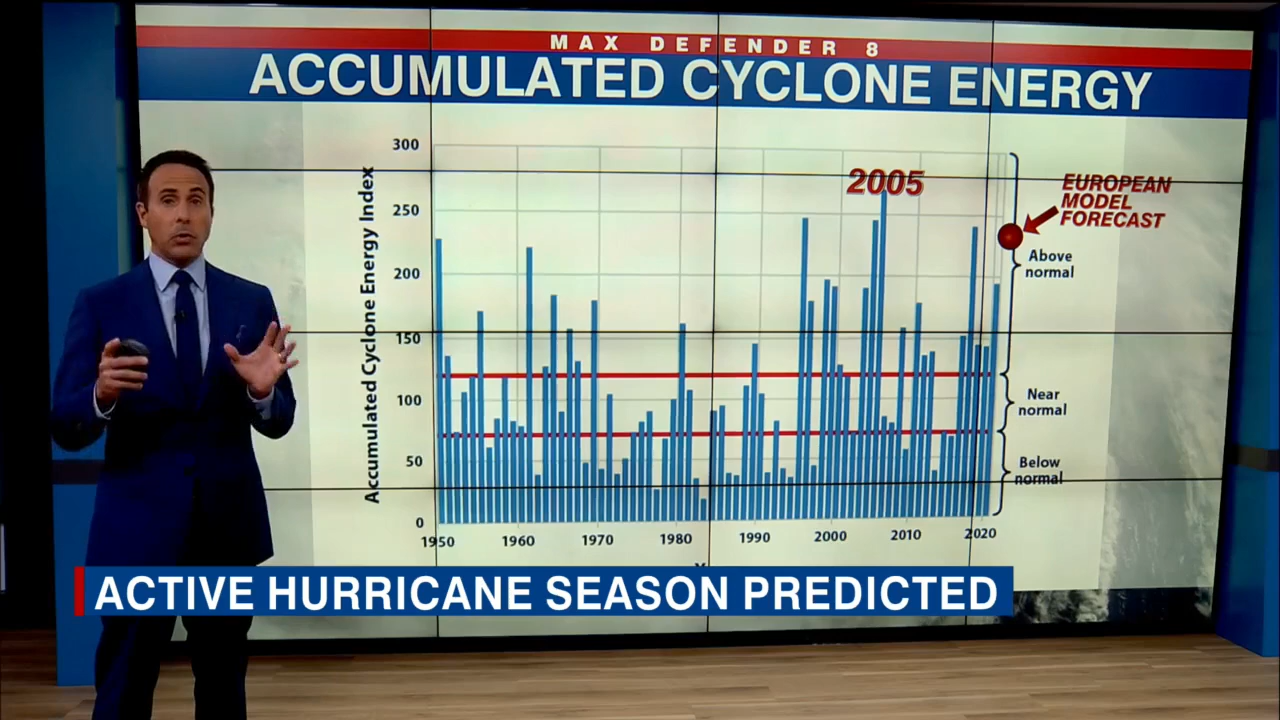 MAX DEFENDER 8
ACCUMULATED CYCLONE ENERGY
Accumulated Cyclone Energy Index
300
250
200
150
100
50
0
1950 1960 1970 1980 1990 2000 2010 2020
2005
EUROPEAN
MODEL
FORECAST
Above
normal
Near
normal
Below
normal
ACTIVE HURRICANE SEASON PREDICTED